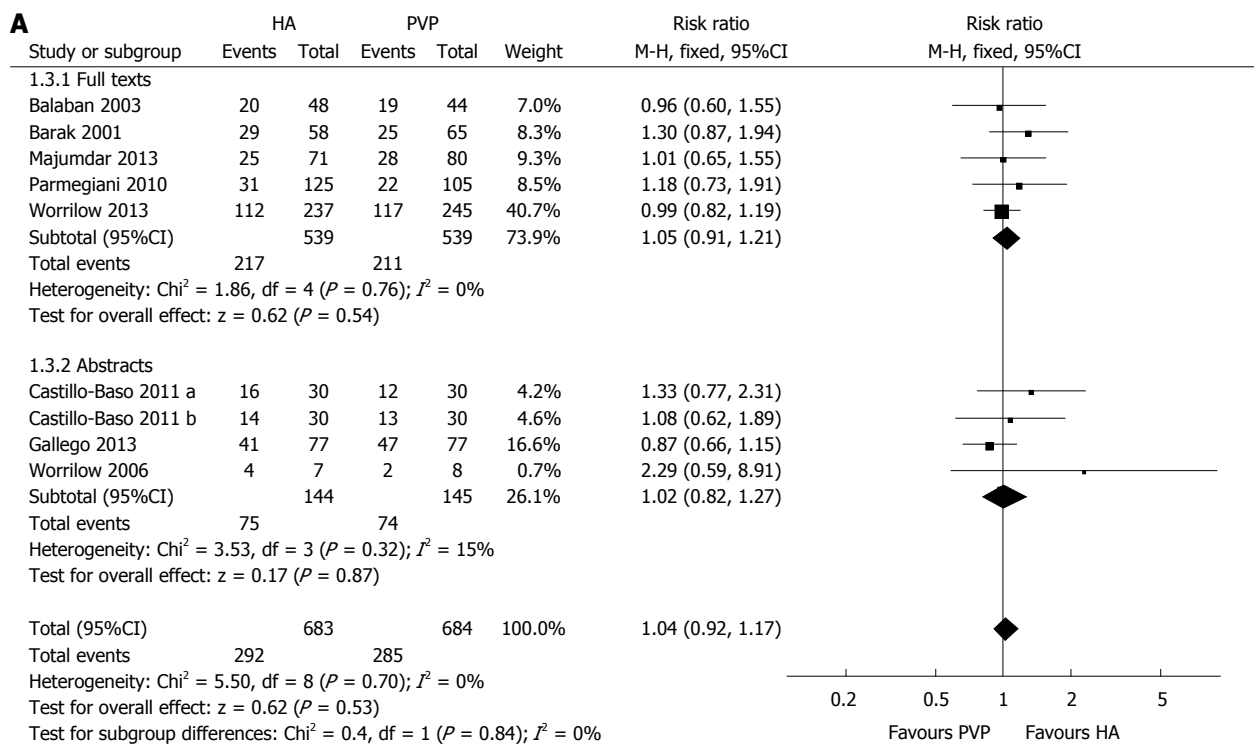 A
HA PVP Risk ratio Risk ratio
Study or subgroup Events Total Events Total Weight M-H, fixed, 95%CI M-H, fixed, 95%CI
1.3.1 Full texts
Balaban 2003 20 48 19 44 7.0% 0.96 (0.60, 1.55)
Barak 2001 29 58 25 65 8.3% 1.30 (0.87, 1.94)
Majumdar 2013 25 71 28 80 9.3% 1.01 (0.65, 1.55)
Parmegiani 2010 31 125 22 105 8.5% 1.18 (0.73, 1.91)
Worrilow 2013 112 237 117 245 40.7% 0.99 (0.82, 1.19)
Subtotal (95%CI) 539 539 73.9% 1.05 (0.91, 1.21)
Total events 217 211
Heterogeneity: Chi² = 1.86, df = 4 (P = 0.76); I² = 0%
Test for overall effect: z = 0.62 (P = 0.54)
1.3.2 Abstracts
Castillo-Baso 2011 a 16 30 12 30 4.2% 1.33 (0.77, 2.31)
Castillo-Baso 2011 b 14 30 13 30 4.6% 1.08 (0.62, 1.89)
Gallego 2013 41 77 47 77 16.6% 0.87 (0.66, 1.15)
Worrilow 2006 4 7 2 8 0.7% 2.29 (0.59, 8.91)
Subtotal (95%CI) 144 145 26.1% 1.02 (0.82, 1.27)
Total events 75 74
Heterogeneity: Chi² = 3.53, df = 3 (P = 0.32); I² = 15%
Test for overall effect: z = 0.17 (P = 0.87)
Total (95%CI) 683 684 100.0% 1.04 (0.92, 1.17)
Total events 292 285
Heterogeneity: Chi² = 5.50, df = 8 (P = 0.70); I² = 0%
Test for overall effect: z = 0.62 (P = 0.53)
Test for subgroup differences: Chi² = 0.4, df = 1 (P = 0.84); I² = 0%
0.2 0.5 1 2 5
Favours PVP Favours HA